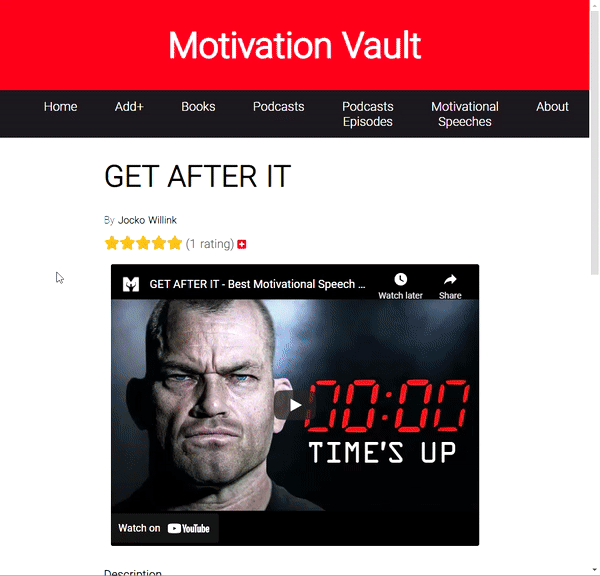 Motivation Vault
Home Add+ Books Podcasts Podcasts Episodes Motivational Speeches About
GET AFTER IT
By Jocko Willink
(1 rating)
GET AFTER IT - Best Motivational Speech ...
Watch later Share
00:00
TIME'S UP
Watch on YouTube
Description